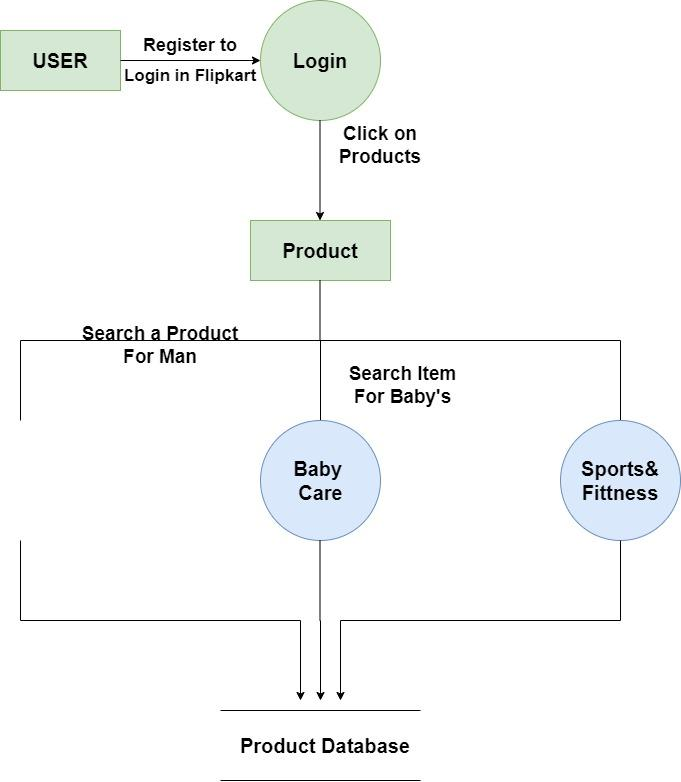 USER
Register to
Login in Flipkart
Login
Click on
Products
Product
Search a Product
For Man
Search Item
For Baby's
Baby
Care
Sports&
Fittness
Product Database